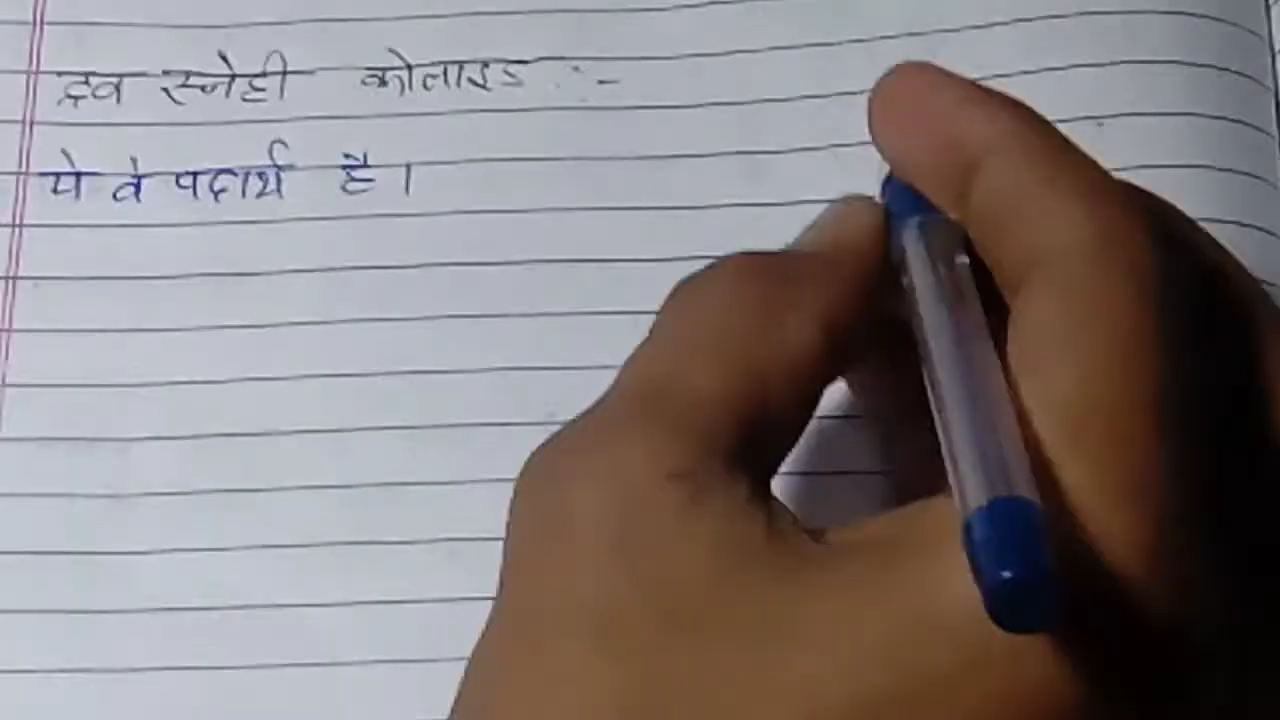 द्रव स्नेही कोलाइड :-
ये वे पदार्थ है।